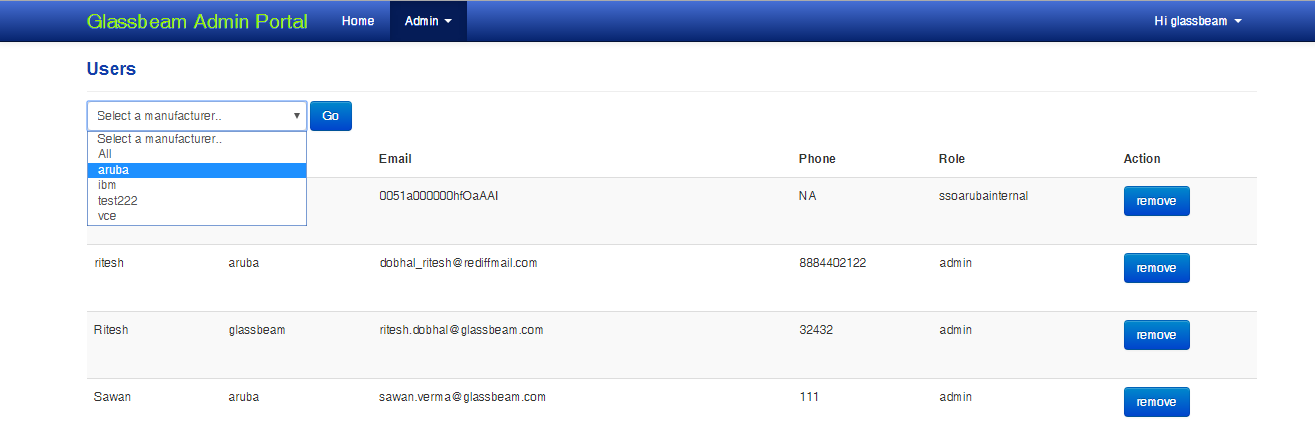 Glassbeam Admin Portal Home Admin Hi glassbeam
Users
Select a manufacturer.. Go
Select a manufacturer..
All
aruba
ibm
test222
vce
Email Phone Role Action
0051a000000hfOaAAI NA ssoarubainternal remove
ritesh aruba dobhal_ritesh@rediffmail.com 8884402122 admin remove
Ritesh glassbeam ritesh.dobhal@glassbeam.com 32432 admin remove
Sawan aruba sawan.verma@glassbeam.com 111 admin remove